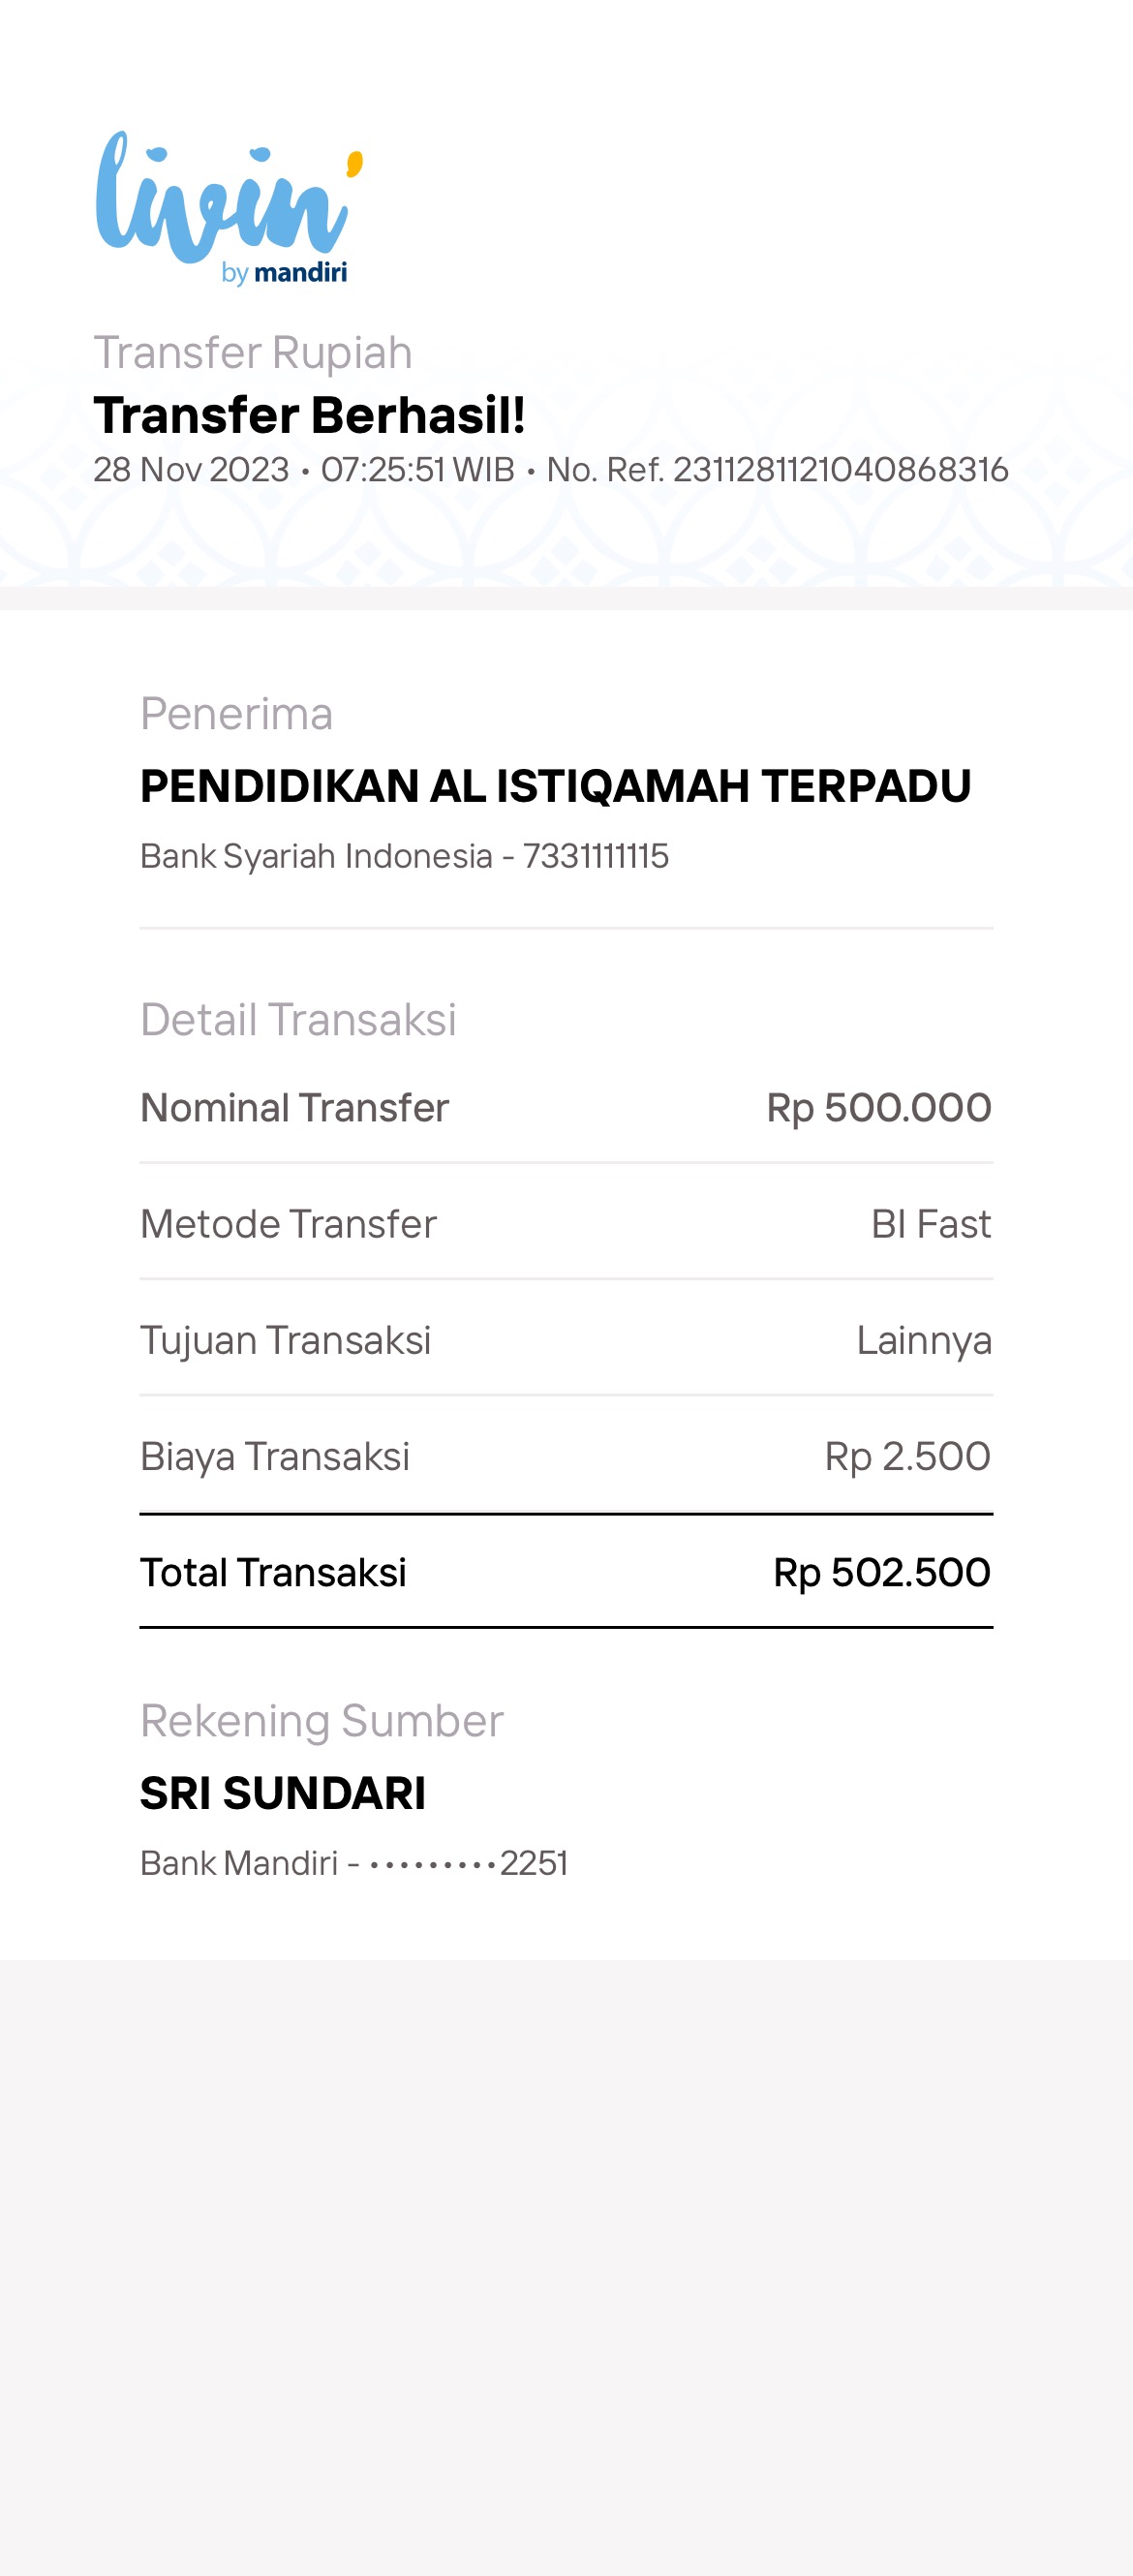 livin'
by mandiri
Transfer Rupiah
Transfer Berhasil!
28 Nov 2023 • 07:25:51 WIB • No. Ref. 2311281121040868316
Penerima
PENDIDIKAN AL ISTIQAMAH TERPADU
Bank Syariah Indonesia - 7331111115
Detail Transaksi
Nominal Transfer Rp 500.000
Metode Transfer BI Fast
Tujuan Transaksi Lainnya
Biaya Transaksi Rp 2.500
Total Transaksi Rp 502.500
Rekening Sumber
SRI SUNDARI
Bank Mandiri - •••••••••2251